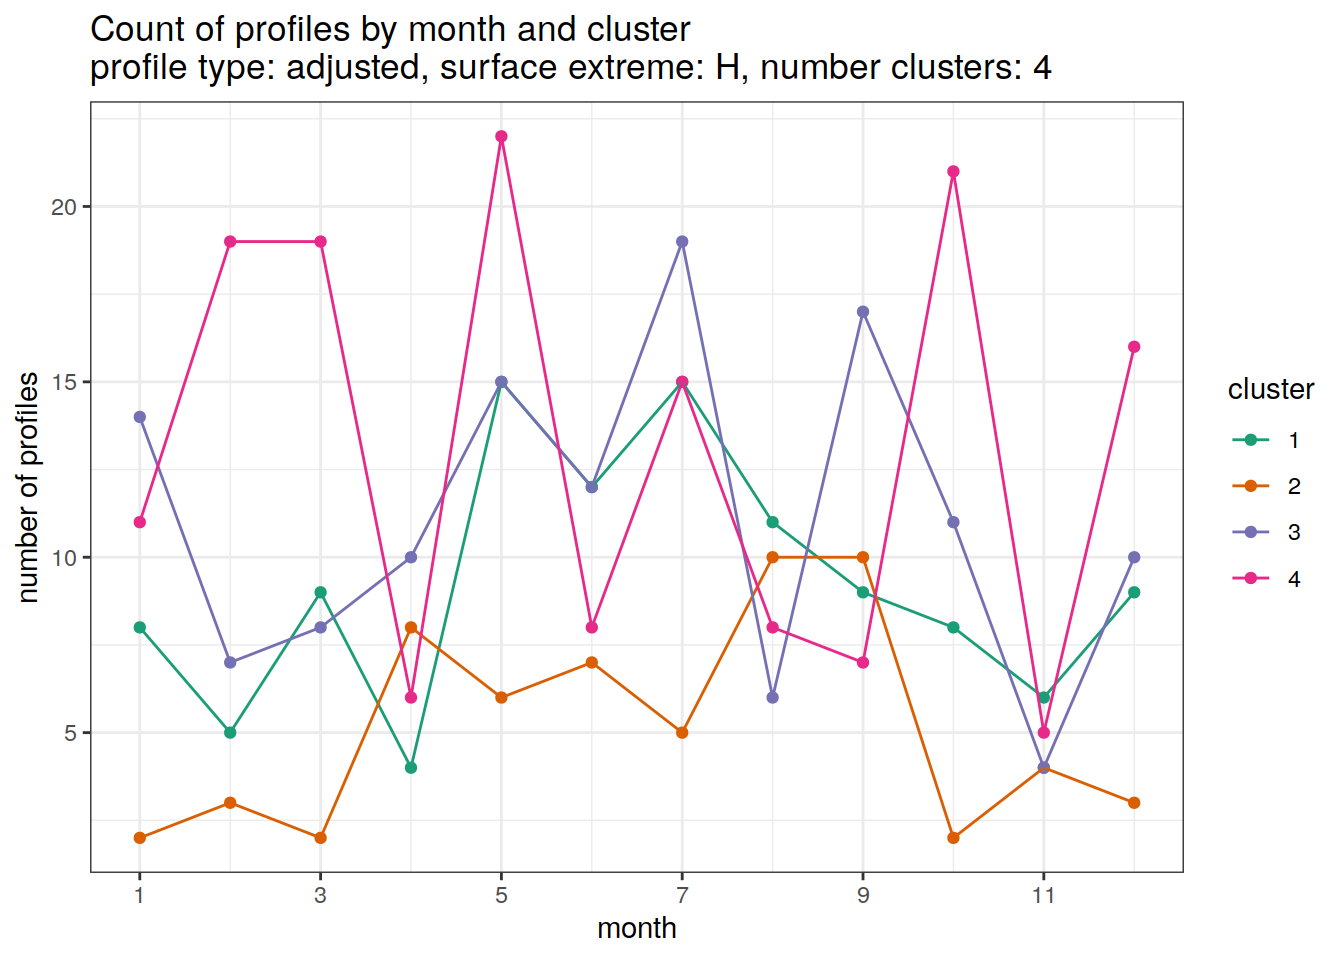 Count of profiles by month and cluster
profile type: adjusted, surface extreme: H, number clusters: 4
number of profiles
20
15
10
5
1
3
5
7
9
11
month
cluster
1
2
3
4